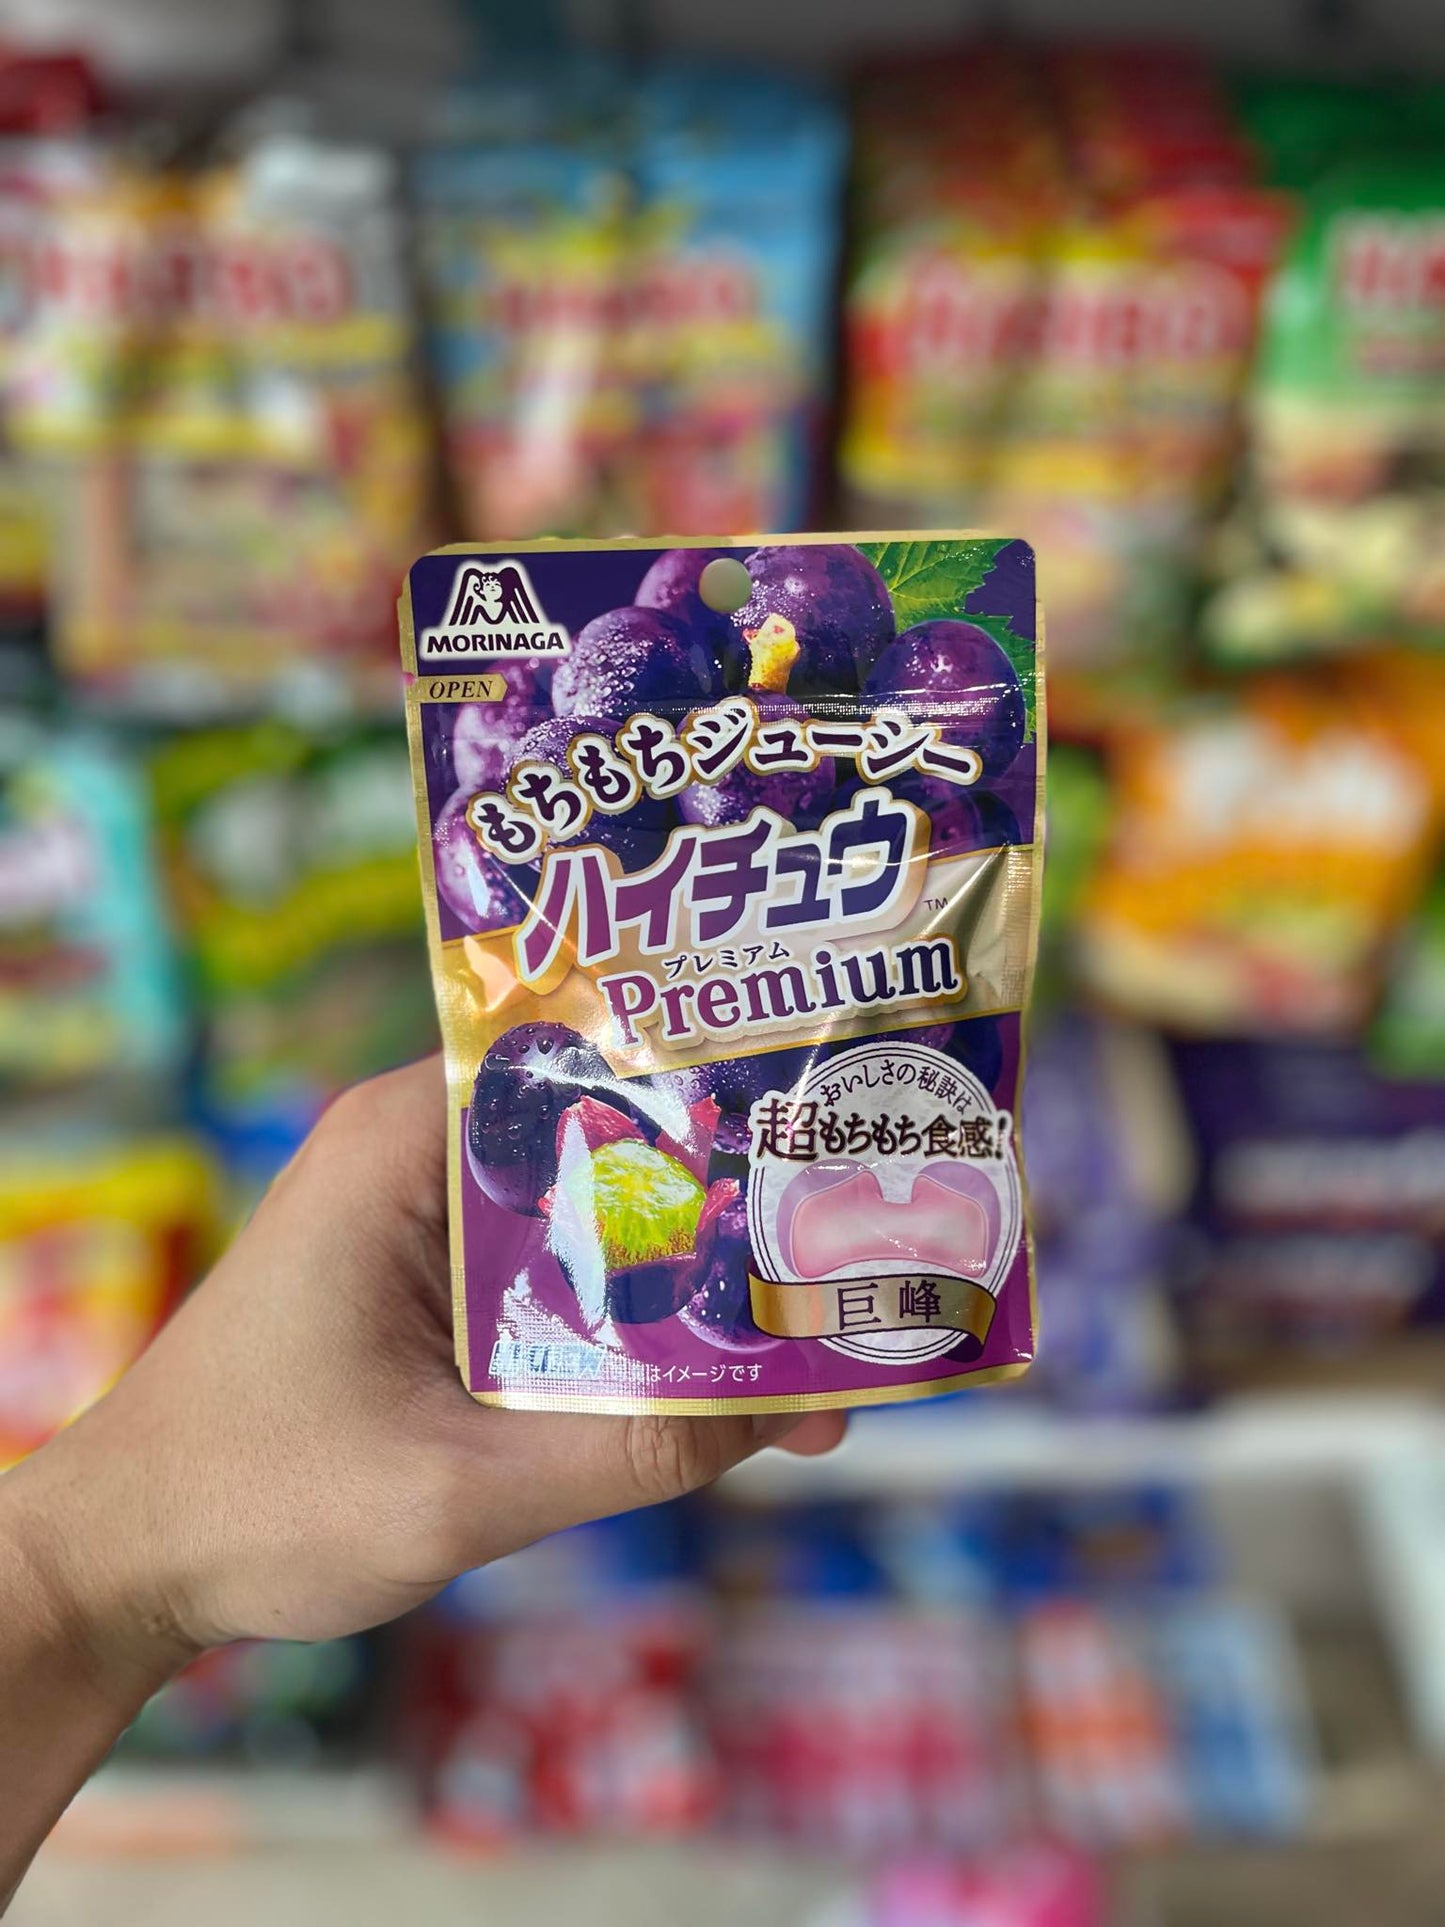 MORINAGA
OPEN
もちもちジューシー
ハイチュウ
TM
プレミアム
Premium
おいしさの秘訣は
超もちもち食感!
巨峰
はイメージです